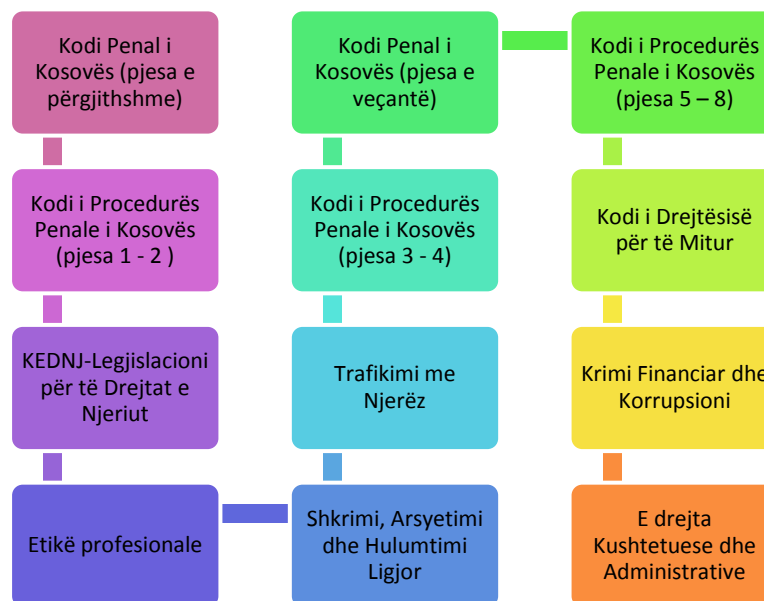 Kodi Penal i
Kosovës (pjesa e
përgjithshme)
Kodi i Procedurës
Penale i Kosovës
(pjesa 1 - 2 )
KEDNJ-Legjislacioni
për të Drejtat e
Njeriut
Etikë profesionale
Shkrimi, Arsyetimi
dhe Hulumtimi
Ligjor
Trafikimi me
Njerëz
Kodi i Procedurës
Penale i Kosovës
(pjesa 3 - 4)
Kodi Penal i
Kosovës (pjesa e
veçantë)
Kodi i Procedurës
Penale i Kosovës
(pjesa 5 – 8)
Kodi i Drejtësisë
për të Mitur
Krimi Financiar dhe
Korrupsioni
E drejta
Kushtetuese dhe
Administrative